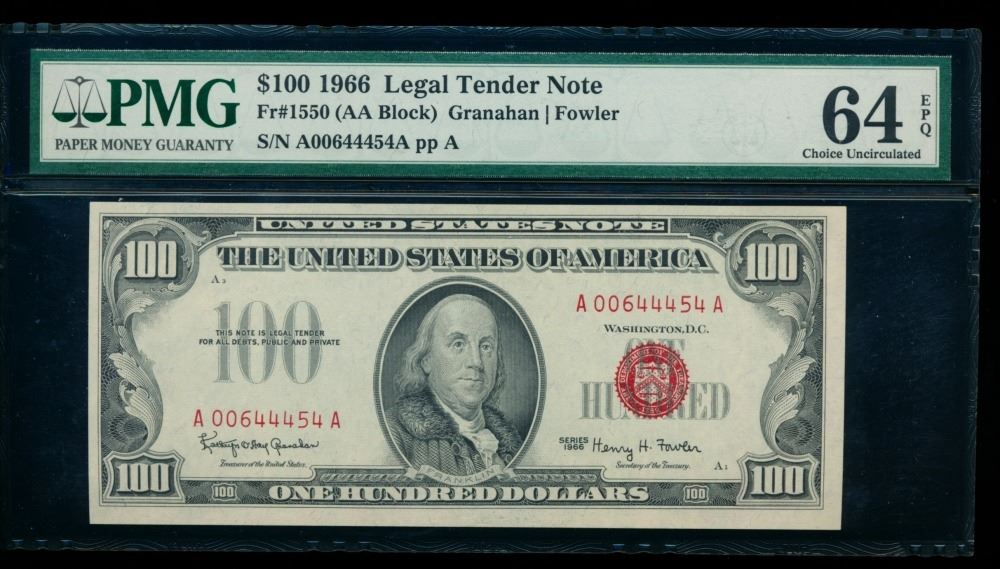 PMG
PAPER MONEY GUARANTY
$100 1966 Legal Tender Note
Fr#1550 (AA Block) Granahan | Fowler
S/N A00644454A pp A
64 EPQ
Choice Uncirculated
UNITED STATES NOTE
THE UNITED STATES OF AMERICA
100
100
A3
A 00644454 A
100
THIS NOTE IS LEGAL TENDER
FOR ALL DEBTS, PUBLIC AND PRIVATE
WASHINGTON, D.C.
ONE
HUNDRED
A 00644454 A
Kathryn O'Hay Granahan
Treasurer of the United States.
SERIES
1966
Henry H. Fowler
Secretary of the Treasury.
A1
FRANKLIN
100
100
ONE HUNDRED DOLLARS
100
100